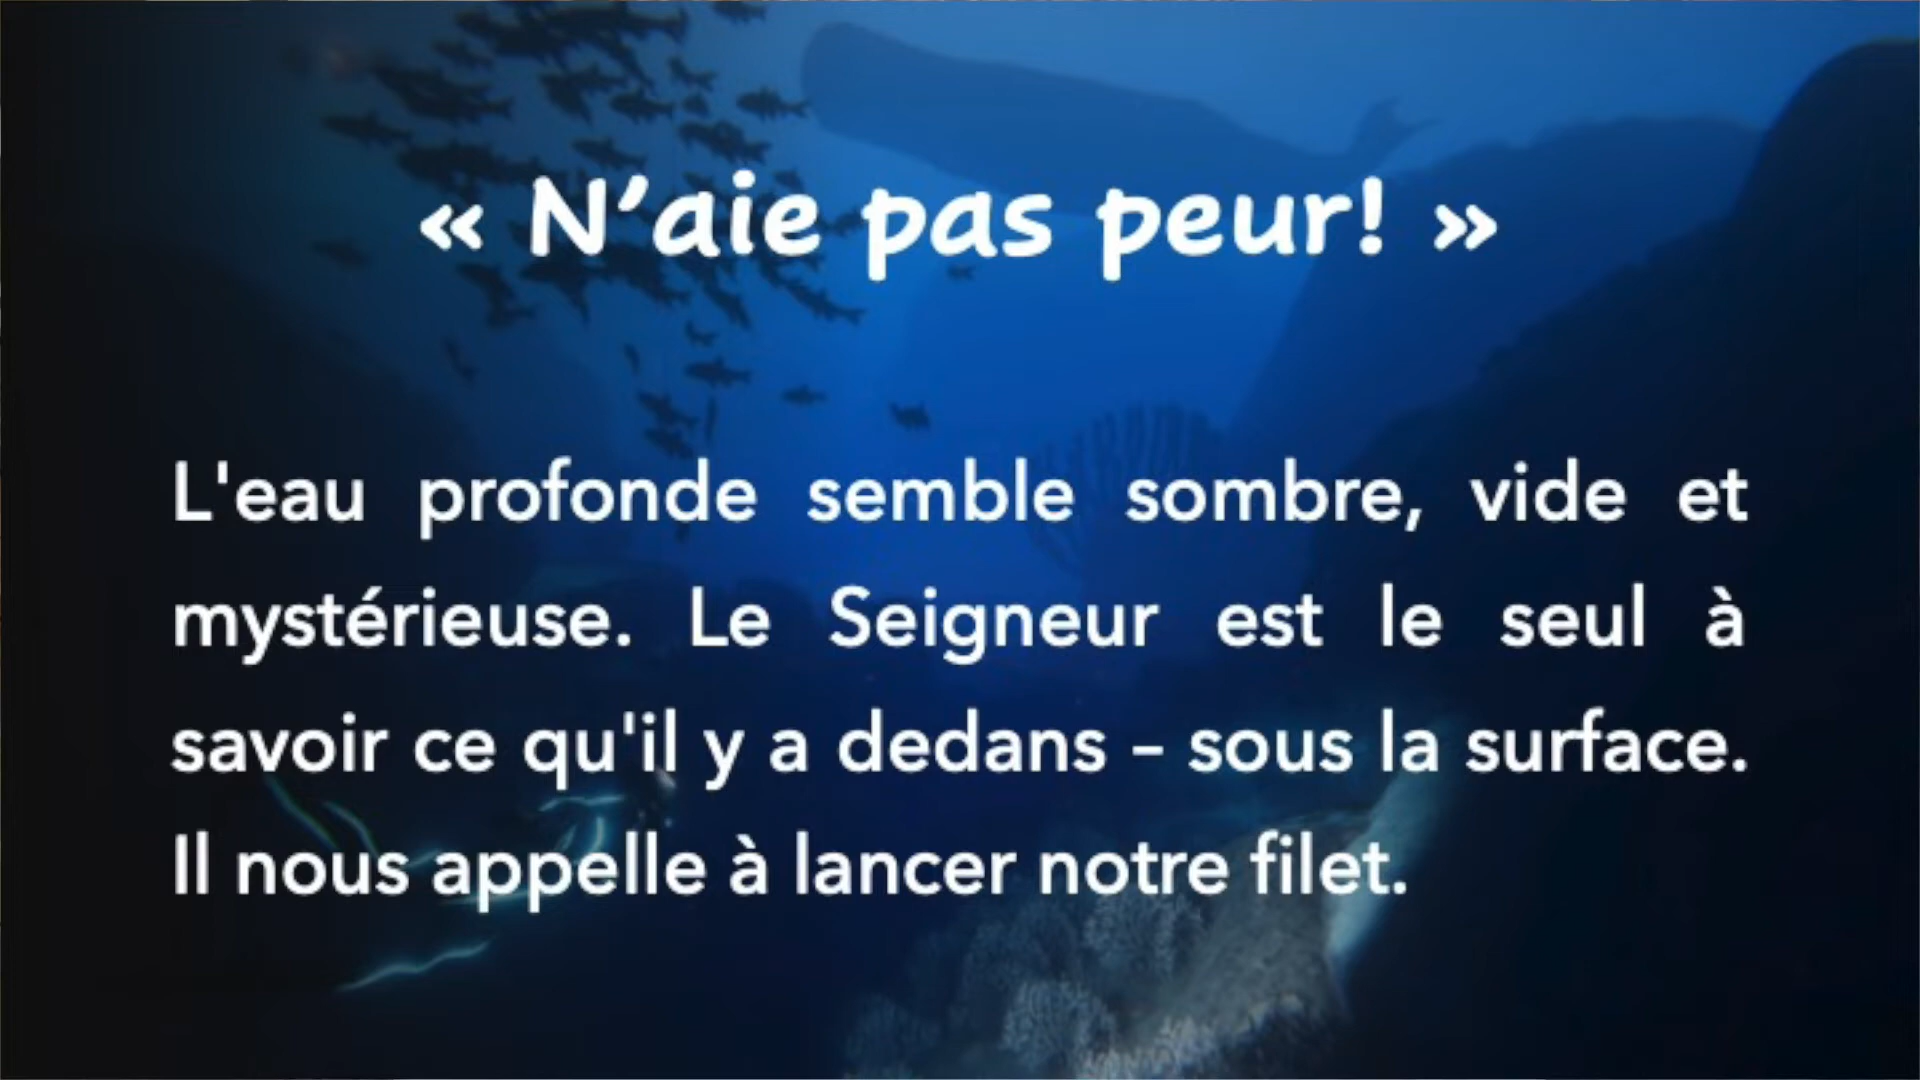 « N’aie pas peur! »
L'eau profonde semble sombre, vide et
mystérieuse. Le Seigneur est le seul à
savoir ce qu'il y a dedans – sous la surface.
Il nous appelle à lancer notre filet.